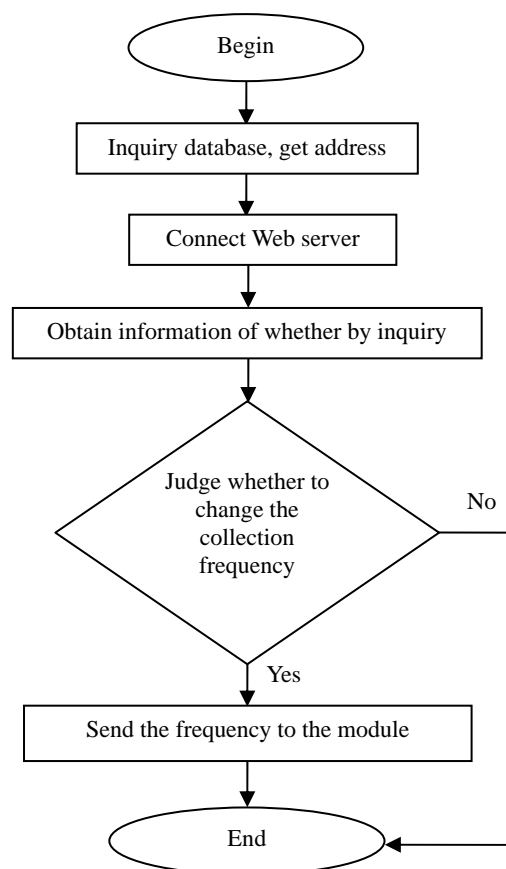 Begin
Inquiry database, get address
Connect Web server
Obtain information of whether by inquiry
Judge whether to
change the
collection
frequency
No
Yes
Send the frequency to the module
End